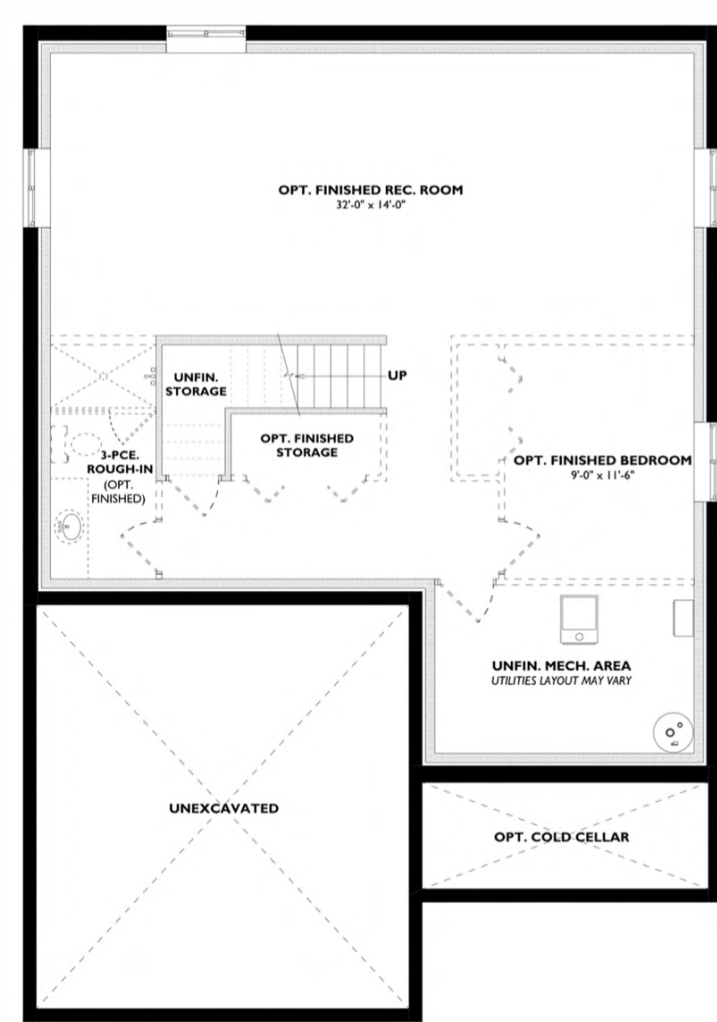 OPT. FINISHED REC. ROOM
32'-0" x 14'-0"
UNFIN.
STORAGE
UP
OPT. FINISHED
STORAGE
3-PCE.
ROUGH-IN
(OPT.
FINISHED)
OPT. FINISHED BEDROOM
9'-0" x 11'-6"
UNFIN. MECH. AREA
UTILITIES LAYOUT MAY VARY
UNEXCAVATED
OPT. COLD CELLAR